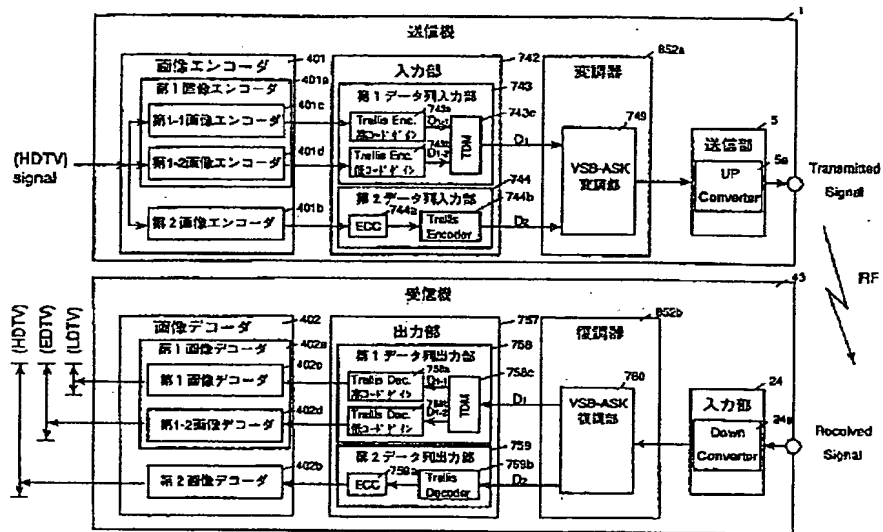 1
送信機
画像エンコーダ 401
第1画像エンコーダ 401a
第1-1画像エンコーダ 401c
第1-2画像エンコーダ 401d
第2画像エンコーダ 401b
(HDTV)
signal
入力部 742
第1データ列入力部 743
Trellis Enc.
高コードゲイン
743a
D1-1
Trellis Enc.
低コードゲイン
D1-2
TDM
743c
D1
744
第2データ列入力部
ECC 744a
Trellis
Encoder
744b
D2
変調器 852a
749
VSB-ASK
変調部
送信部 5
UP
Converter
5a
Transmitted
Signal
RF
43
受信機
(HDTV)
(EDTV)
(LDTV)
画像デコーダ 402
第1画像デコーダ 402a
第1画像デコーダ 402c
第1-2画像デコーダ 402d
第2画像デコーダ 402b
出力部 757
第1データ列出力部 758
Trellis Dec.
高コードゲイン
758a
D1-1
Trellis Dec.
低コードゲイン
D1-2
TDM
758c
D1
759
第2データ列出力部
ECC 759a
Trellis
Decoder
759b
D2
復調器 852b
760
VSB-ASK
復調部
24
入力部
Down
Converter
24a
Received
Signal